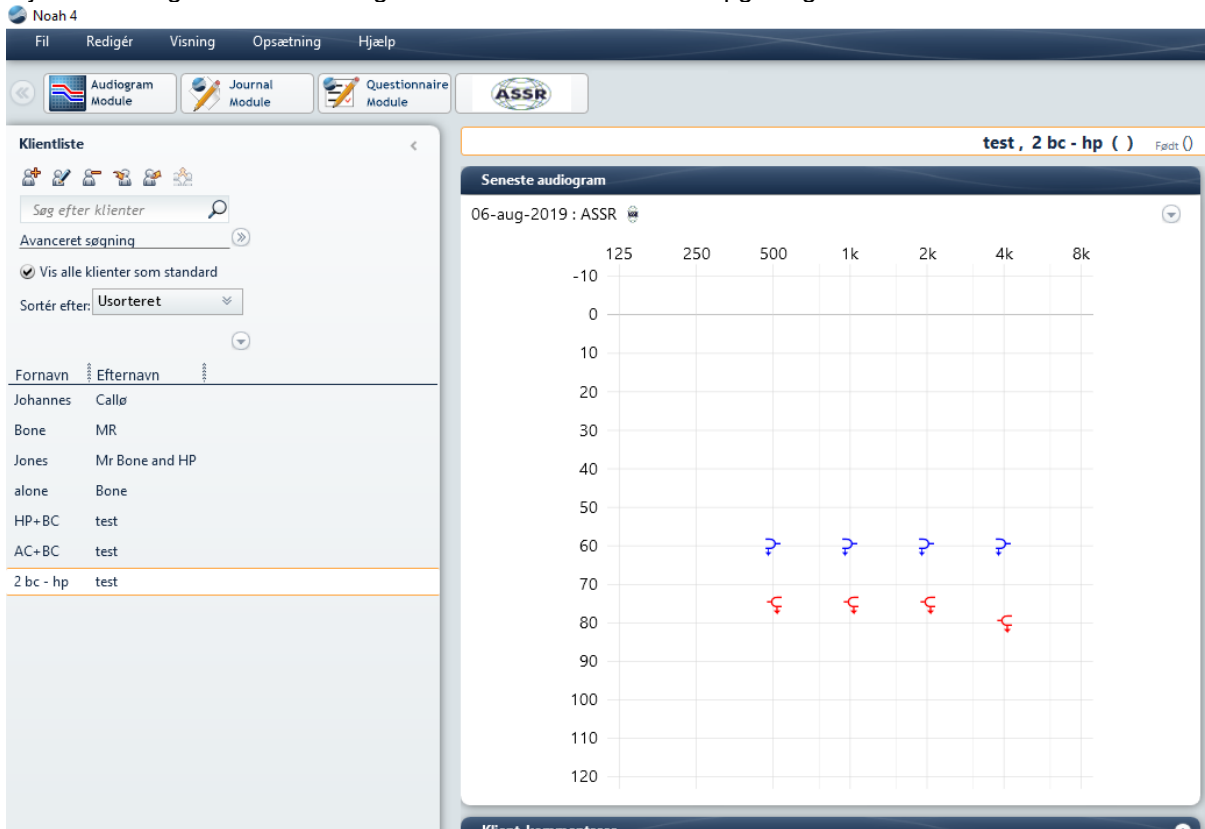 Noah 4
Fil Redigér Visning Opsætning Hjælp
Audiogram Module
Journal Module
Questionnaire Module
ASSR
Klientliste
Søg efter klienter
Avanceret søgning
Vis alle klienter som standard
Sortér efter: Usorteret
Fornavn Efternavn
Johannes Callø
Bone MR
Jones Mr Bone and HP
alone Bone
HP+BC test
AC+BC test
2 bc - hp test
test , 2 bc - hp ( ) Født ()
Seneste audiogram
06-aug-2019 : ASSR
125 250 500 1k 2k 4k 8k
-10
0
10
20
30
40
50
60
70
80
90
100
110
120